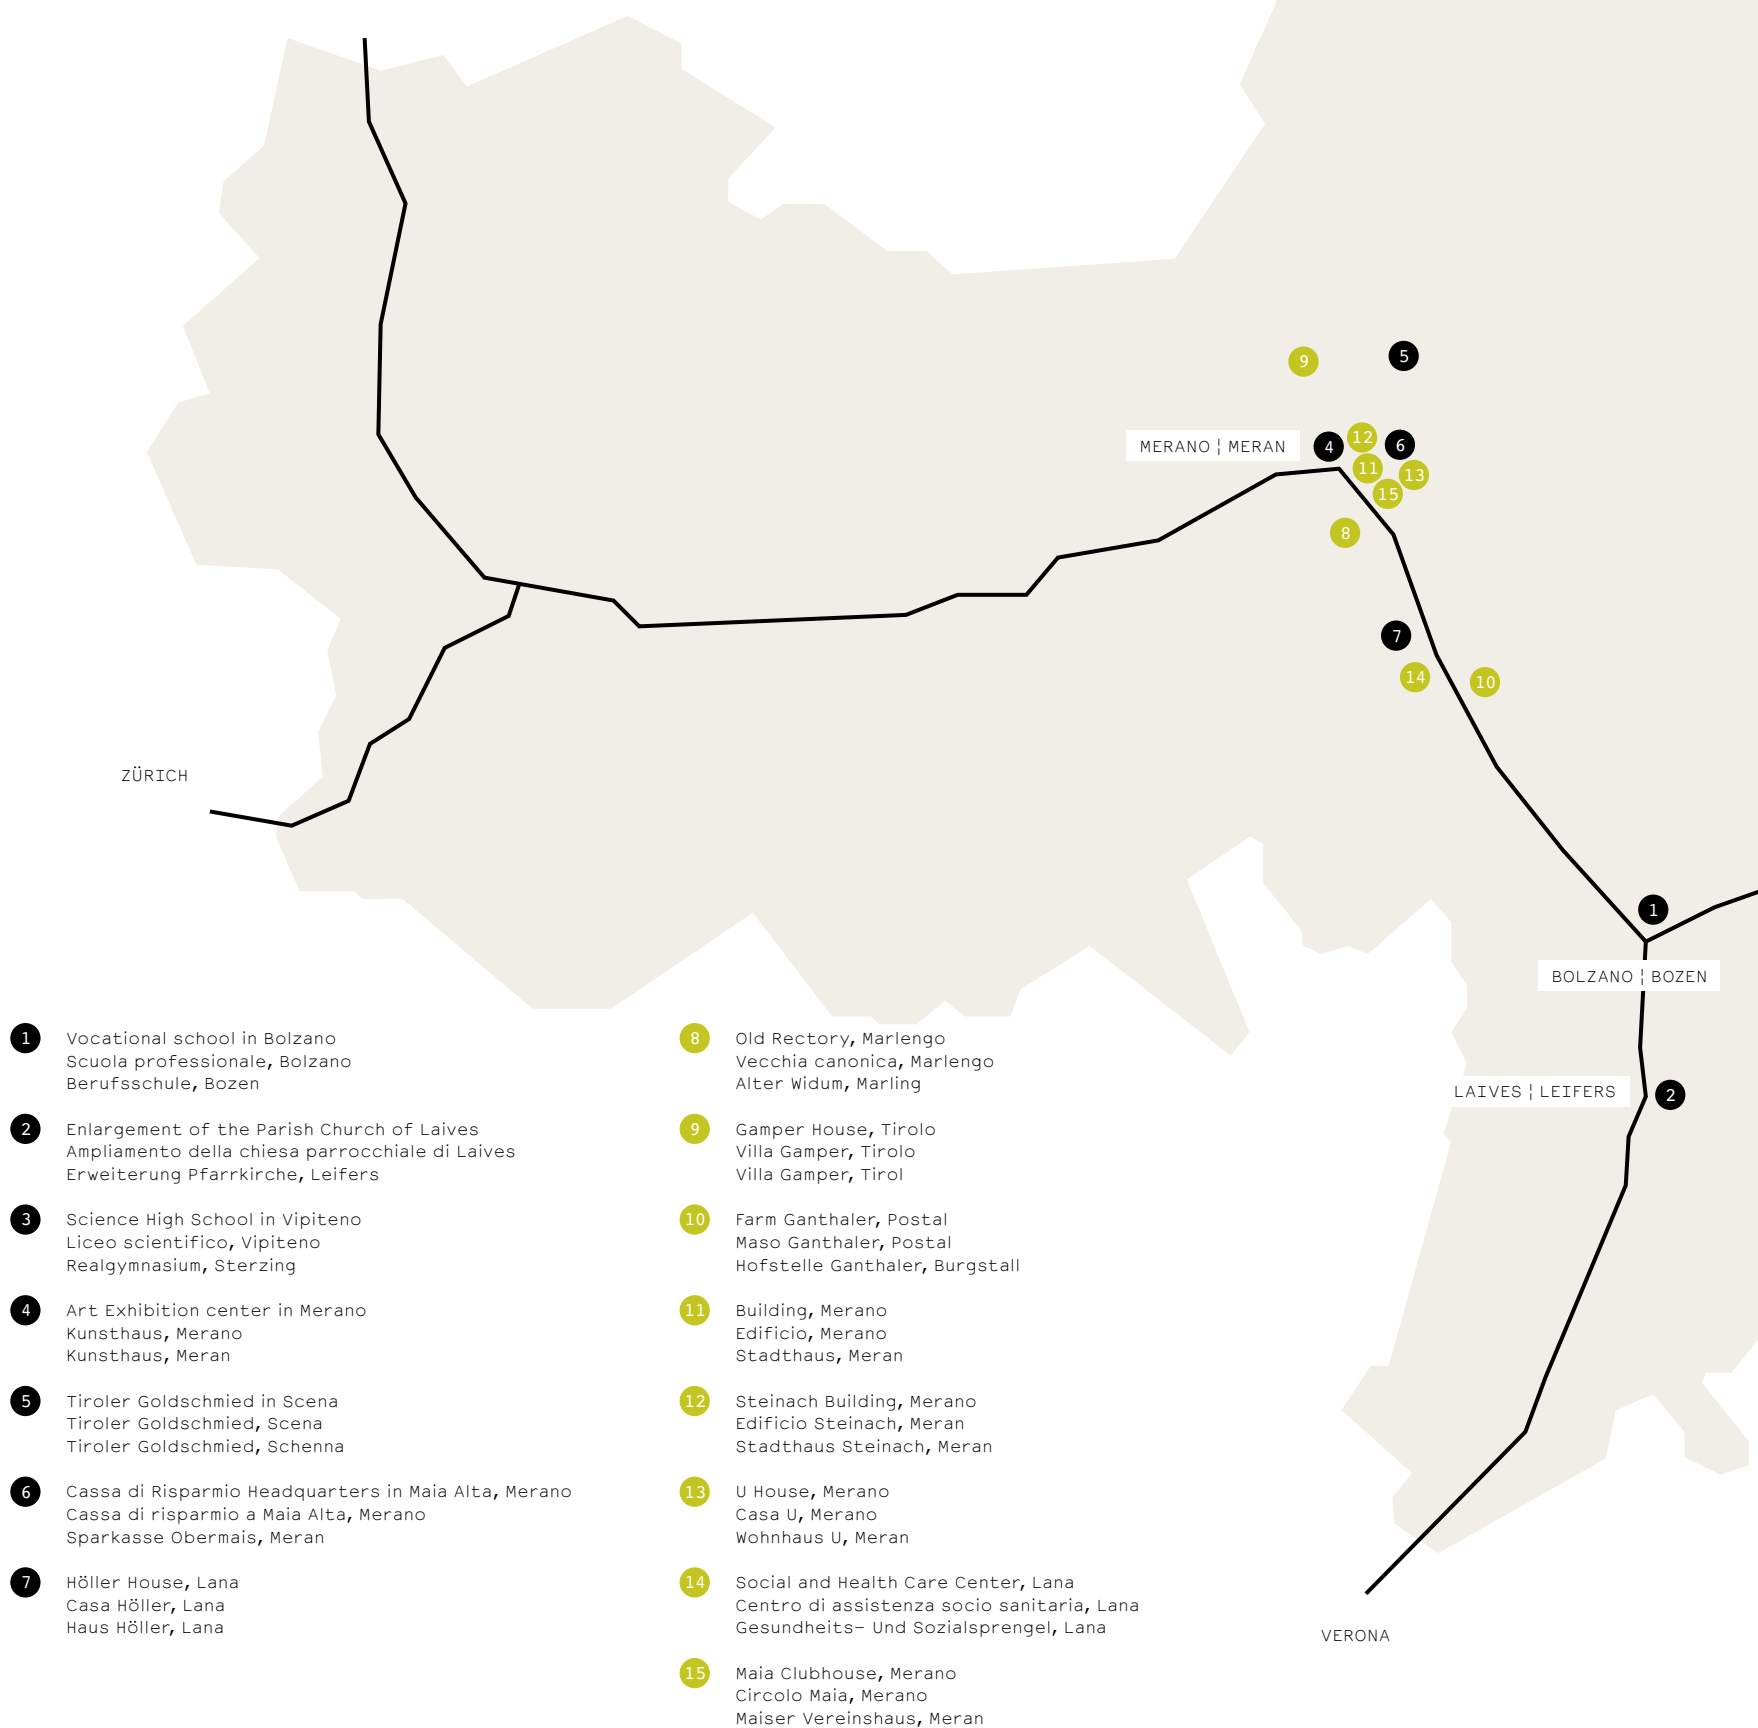 9
5
MERANO ¦ MERAN
4
12
6
11
13
15
8
7
14
10
ZÜRICH
1
BOLZANO ¦ BOZEN
LAIVES ¦ LEIFERS
2
VERONA
1
Vocational school in Bolzano
Scuola professionale, Bolzano
Berufsschule, Bozen
2
Enlargement of the Parish Church of Laives
Ampliamento della chiesa parrocchiale di Laives
Erweiterung Pfarrkirche, Leifers
3
Science High School in Vipiteno
Liceo scientifico, Vipiteno
Realgymnasium, Sterzing
4
Art Exhibition center in Merano
Kunsthaus, Merano
Kunsthaus, Meran
5
Tiroler Goldschmied in Scena
Tiroler Goldschmied, Scena
Tiroler Goldschmied, Schenna
6
Cassa di Risparmio Headquarters in Maia Alta, Merano
Cassa di risparmio a Maia Alta, Merano
Sparkasse Obermais, Meran
7
Höller House, Lana
Casa Höller, Lana
Haus Höller, Lana
8
Old Rectory, Marlengo
Vecchia canonica, Marlengo
Alter Widum, Marling
9
Gamper House, Tirolo
Villa Gamper, Tirolo
Villa Gamper, Tirol
10
Farm Ganthaler, Postal
Maso Ganthaler, Postal
Hofstelle Ganthaler, Burgstall
11
Building, Merano
Edificio, Merano
Stadthaus, Meran
12
Steinach Building, Merano
Edificio Steinach, Meran
Stadthaus Steinach, Meran
13
U House, Merano
Casa U, Merano
Wohnhaus U, Meran
14
Social and Health Care Center, Lana
Centro di assistenza socio sanitaria, Lana
Gesundheits- Und Sozialsprengel, Lana
15
Maia Clubhouse, Merano
Circolo Maia, Merano
Maiser Vereinshaus, Meran